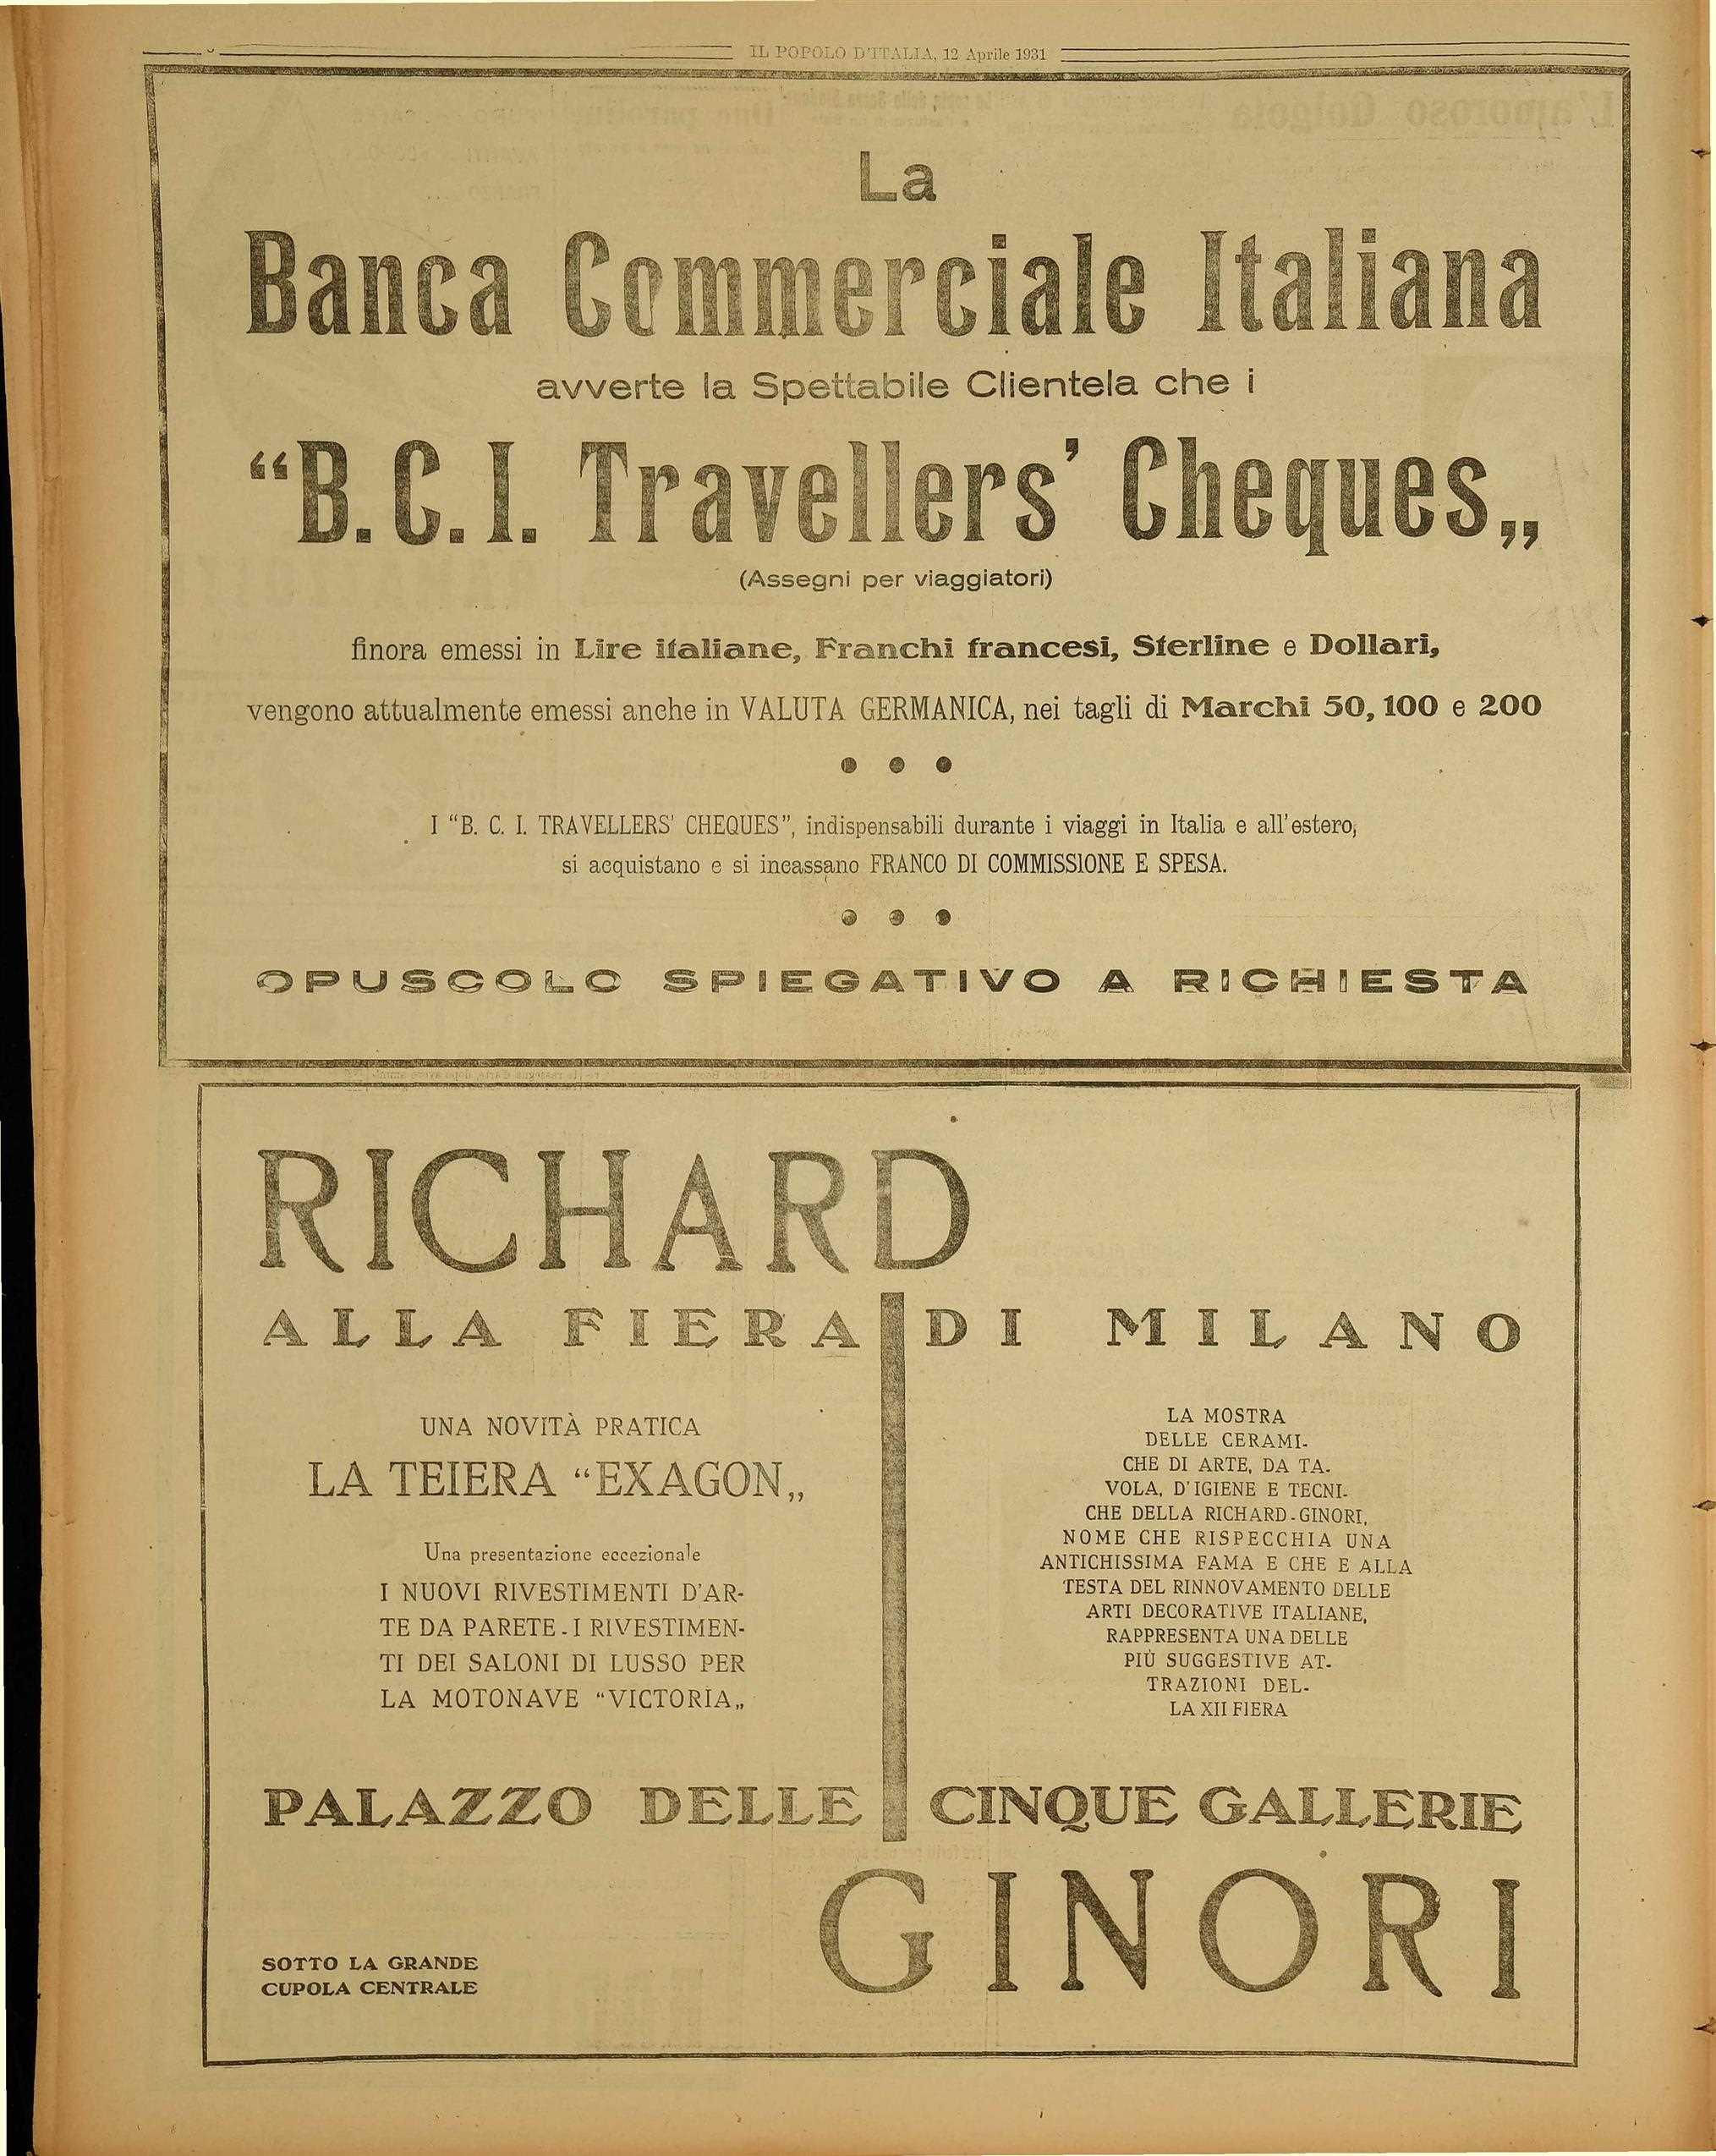 IL POPOLO D'ITALIA, 12 Aprile 1931
La
Banca Commerciale Italiana
avverte la Spettabile Clientela che i
“B.C.I. Travellers’ Cheques„
(Assegni per viaggiatori)
finora emessi in Lire italiane, Franchi francesi, Sterline e Dollari,
vengono attualmente emessi anche in VALUTA GERMANICA, nei tagli di Marchi 50, 100 e 200
● ● ●
I “B. C. I. TRAVELLERS' CHEQUES”, indispensabili durante i viaggi in Italia e all'estero,
si acquistano e si incassano FRANCO DI COMMISSIONE E SPESA.
● ● ●
OPUSCOLO SPIEGATIVO A RICHIESTA
RICHARD
ALLA FIERA DI MILANO
UNA NOVITÀ PRATICA
LA TEIERA “EXAGON„
Una presentazione eccezionale
I NUOVI RIVESTIMENTI D'AR-
TE DA PARETE - I RIVESTIMEN-
TI DEI SALONI DI LUSSO PER
LA MOTONAVE “VICTORIA„
LA MOSTRA
DELLE CERAMI-
CHE DI ARTE, DA TA-
VOLA, D'IGIENE E TECNI-
CHE DELLA RICHARD-GINORI,
NOME CHE RISPECCHIA UNA
ANTICHISSIMA FAMA E CHE E ALLA
TESTA DEL RINNOVAMENTO DELLE
ARTI DECORATIVE ITALIANE,
RAPPRESENTA UNA DELLE
PIÙ SUGGESTIVE AT-
TRAZIONI DEL-
LA XII FIERA
PALAZZO DELLE CINQUE GALLERIE
GINORI
SOTTO LA GRANDE
CUPOLA CENTRALE